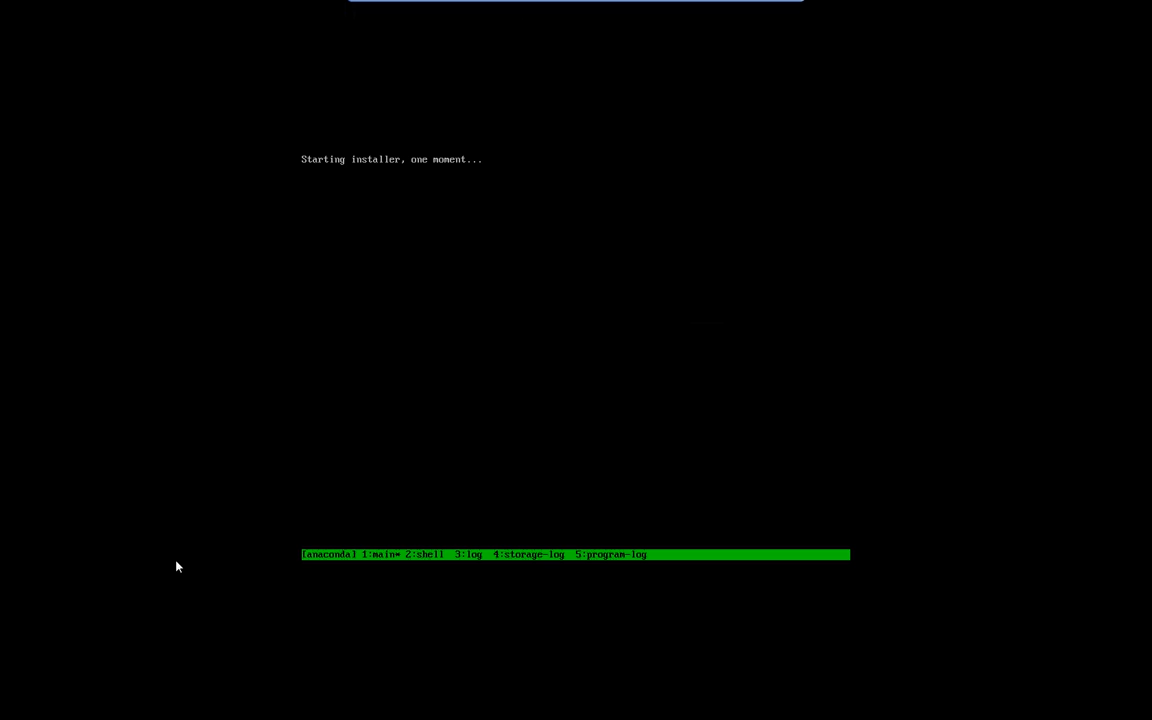 Starting installer, one moment...
[anaconda] 1:main* 2:shell  3:log  4:storage-log  5:program-log